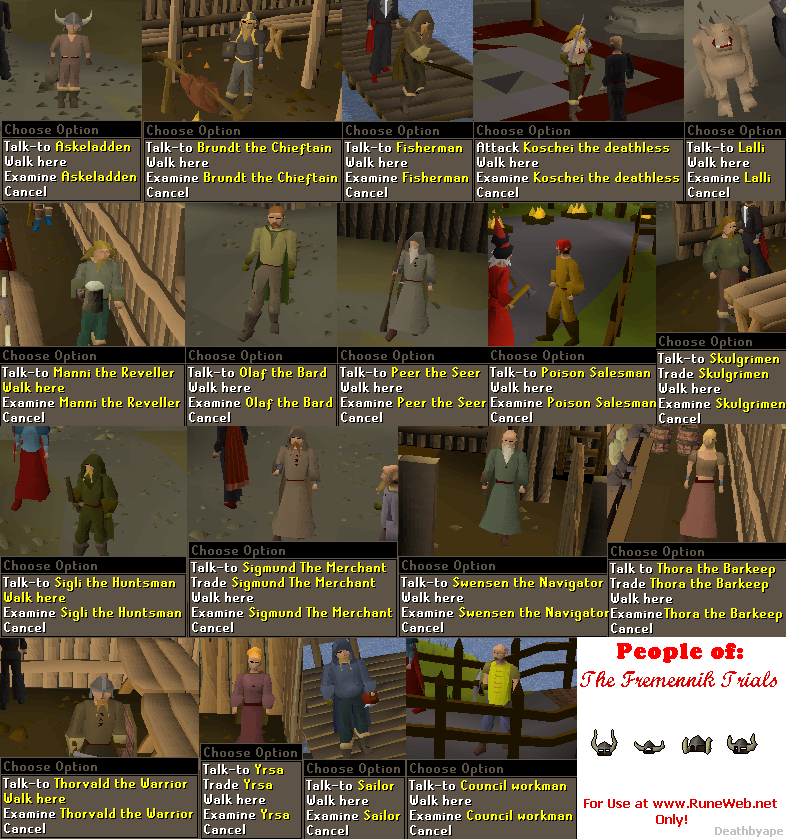 Choose Option
Talk-to Askeladden
Walk here
Examine Askeladden
Cancel
Choose Option
Talk-to Brundt the Chieftain
Walk here
Examine Brundt the Chieftain
Cancel
Choose Option
Talk-to Fisherman
Walk here
Examine Fisherman
Cancel
Choose Option
Attack Koschei the deathless
Walk here
Examine Koschei the deathless
Cancel
Choose Option
Talk-to Lalli
Walk here
Examine Lalli
Cancel
Choose Option
Talk-to Manni the Reveller
Walk here
Examine Manni the Reveller
Cancel
Choose Option
Talk-to Olaf the Bard
Walk here
Examine Olaf the Bard
Cancel
Choose Option
Talk-to Peer the Seer
Walk here
Examine Peer the Seer
Cancel
Choose Option
Talk-to Poison Salesman
Walk here
Examine Poison Salesman
Cancel
Choose Option
Talk-to Skulgrimen
Trade Skulgrimen
Walk here
Examine Skulgrimen
Cancel
Choose Option
Talk-to Sigli the Huntsman
Walk here
Examine Sigli the Huntsman
Cancel
Choose Option
Talk-to Sigmund The Merchant
Trade Sigmund The Merchant
Walk here
Examine Sigmund The Merchant
Cancel
Choose Option
Talk-to Swensen the Navigator
Walk here
Examine Swensen the Navigator
Cancel
Choose Option
Talk to Thora the Barkeep
Trade Thora the Barkeep
Walk here
Examine Thora the Barkeep
Cancel
Choose Option
Talk-to Thorvald the Warrior
Walk here
Examine Thorvald the Warrior
Cancel
Choose Option
Talk-to Yrsa
Trade Yrsa
Walk here
Examine Yrsa
Cancel
Choose Option
Talk-to Sailor
Walk here
Examine Sailor
Cancel
Choose Option
Talk-to Council workman
Walk here
Examine Council workman
Cancel
People of:
The Fremennik Trials
For Use at www.RuneWeb.net
Only!
Deathbyape